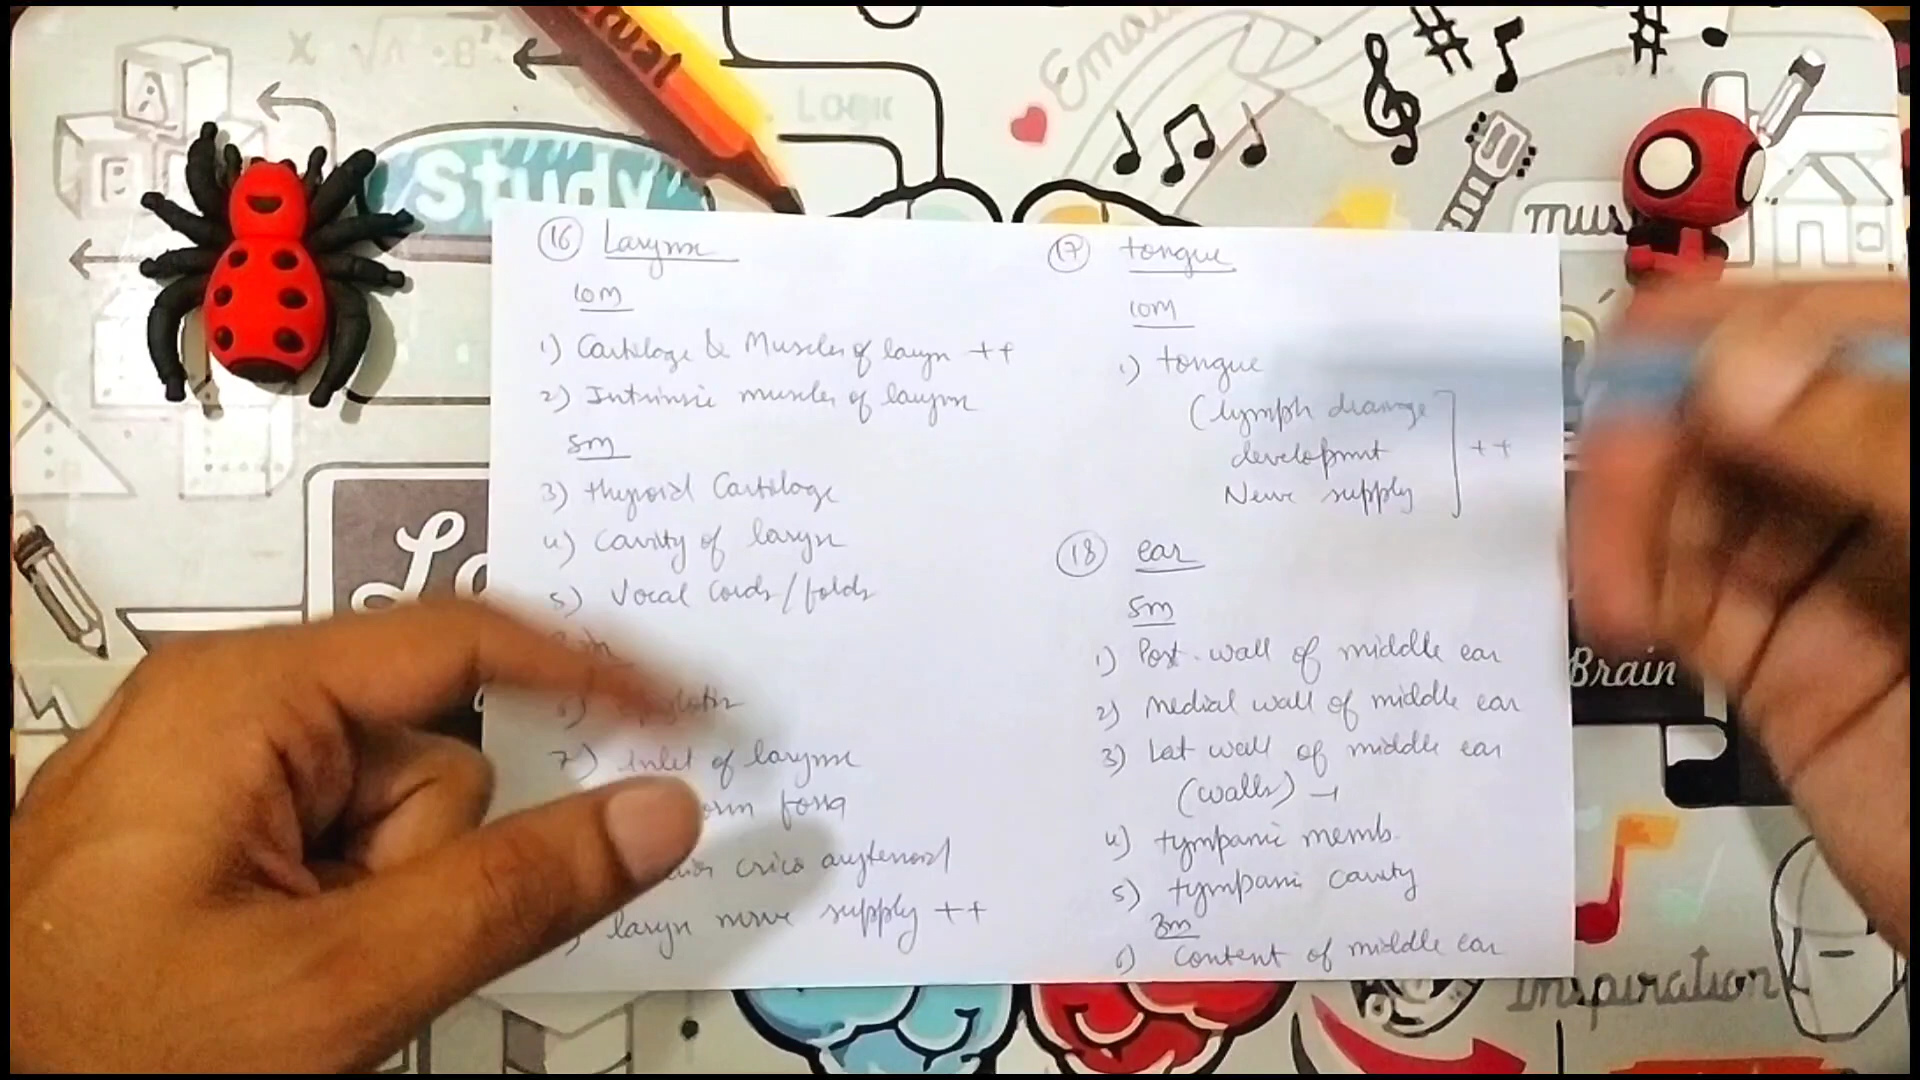 16 Larynx
10m
1) Cartilage & Muscles of laryn ++
2) Intrinsic muscles of larynx
5m
3) thyroid Cartilage
4) Cavity of larynx
5) Vocal Cords/folds
7) Inlet of larynx
fossa
crico arytenoid
laryn nerve supply ++
17 tongue
10m
1) tongue
(lymph drainage
development
Nerve supply
++
18 ear
5m
1) Post. wall of middle ear
2) Medial wall of middle ear
3) Lat wall of middle ear
(walls)
4) tympanic memb.
5) tympani cavity
3m
6) Content of middle ear
Study
LOGIC
A
B
Brain
Inspiration